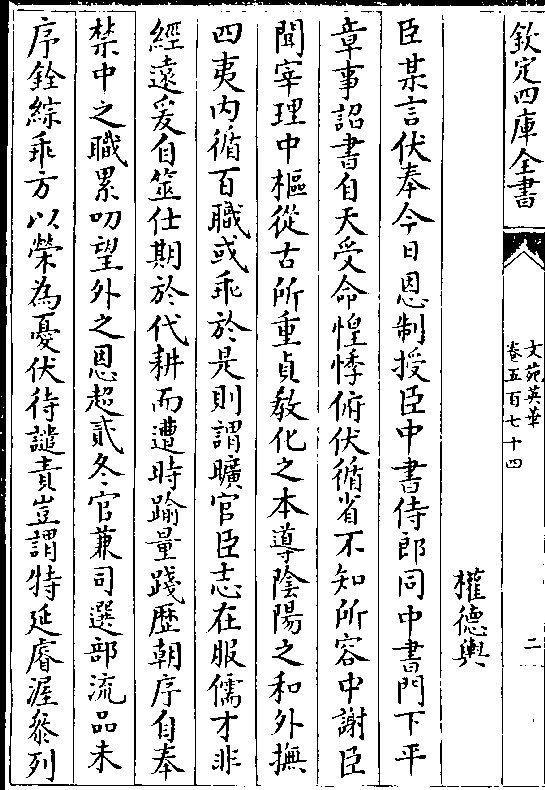 欽定四庫全書
文苑英華
卷五百七十四
二
權德輿
臣某言伏奉今日恩制授臣中書侍郎同中書門下平
章事詔書自天受命惶悸俯伏循省不知所容中謝臣
聞宰理中樞從古所重貞教化之本導陰陽之和外撫
四夷内循百職或乖於是則謂曠官臣志在服儒才非
經遠爰自筮仕期於代耕而遭時踰量踐歴朝序自奉
禁中之職累叨望外之恩超貳冬官兼司選部流品未
序銓綜乖方以榮為憂伏待譴責豈謂特延睿渥叅列